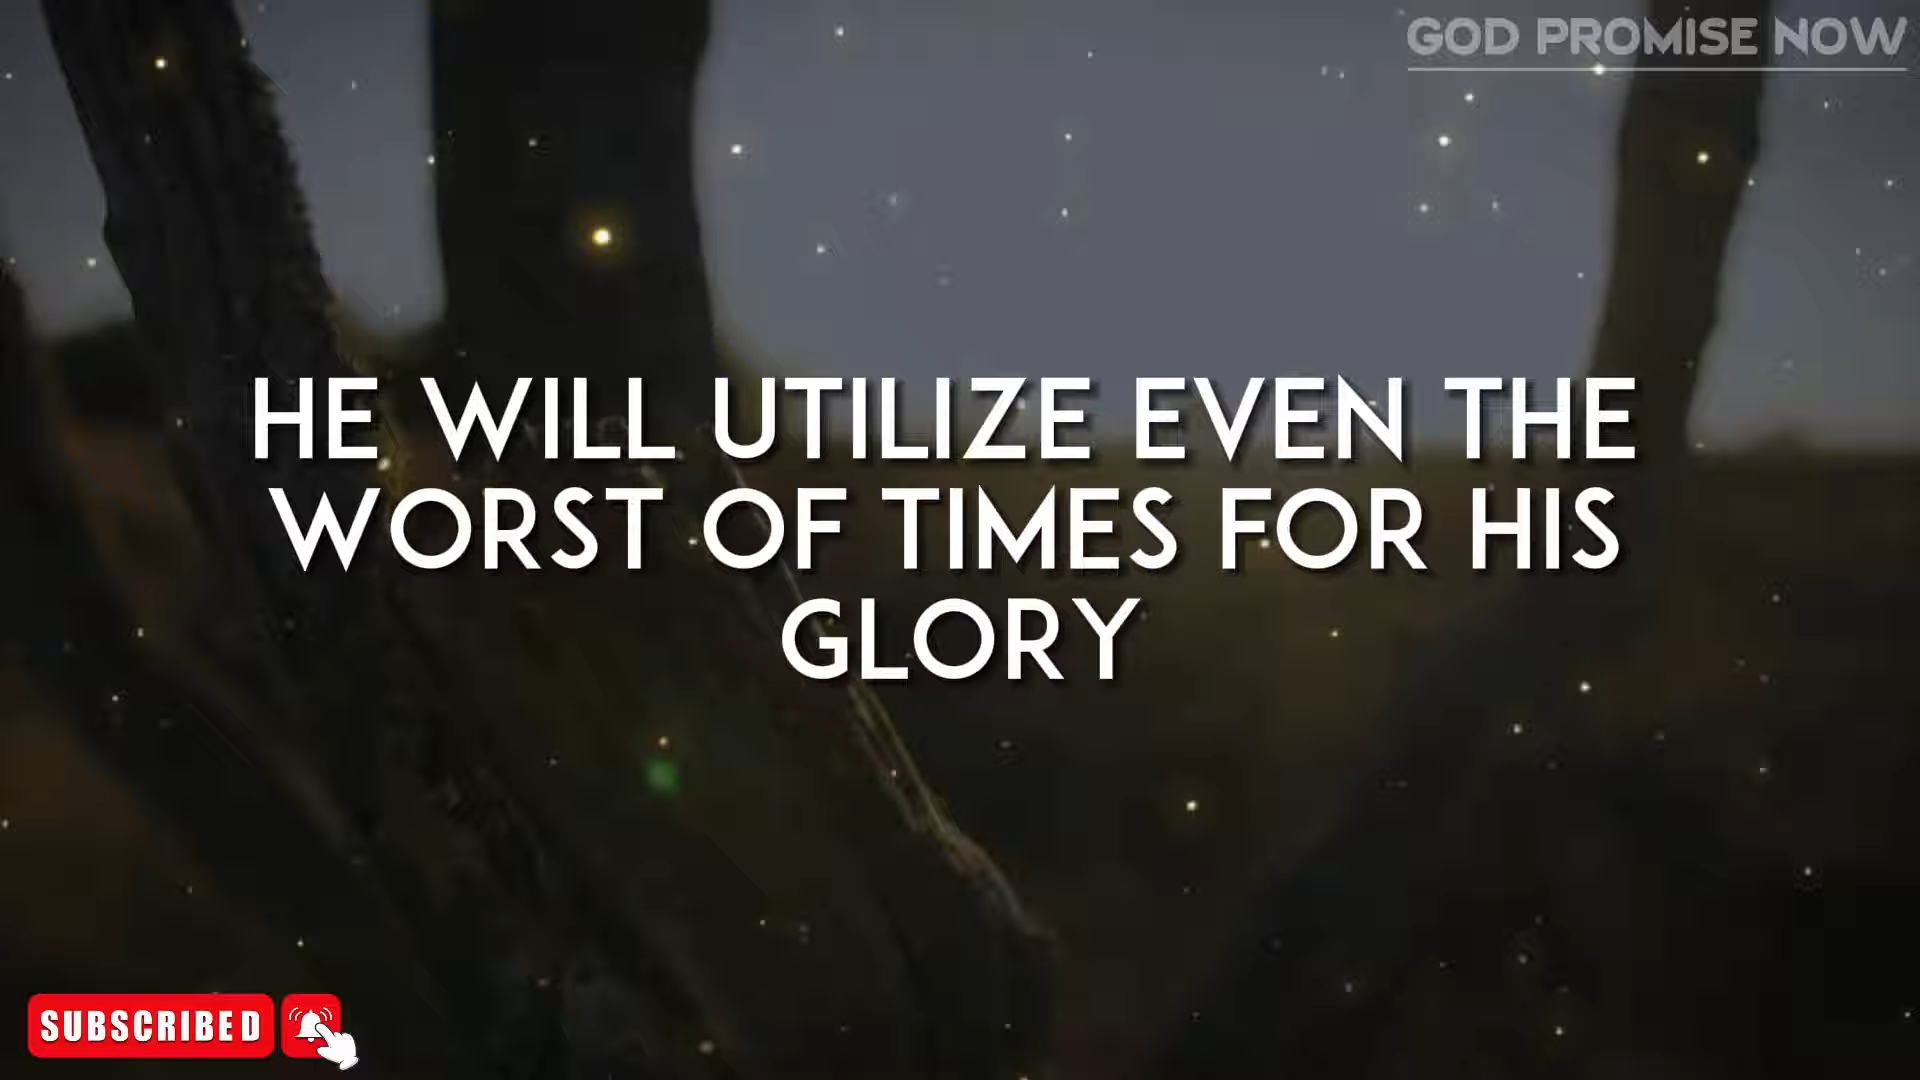 GOD PROMISE NOW
HE WILL UTILIZE EVEN THE
WORST OF TIMES FOR HIS
GLORY
SUBSCRIBED